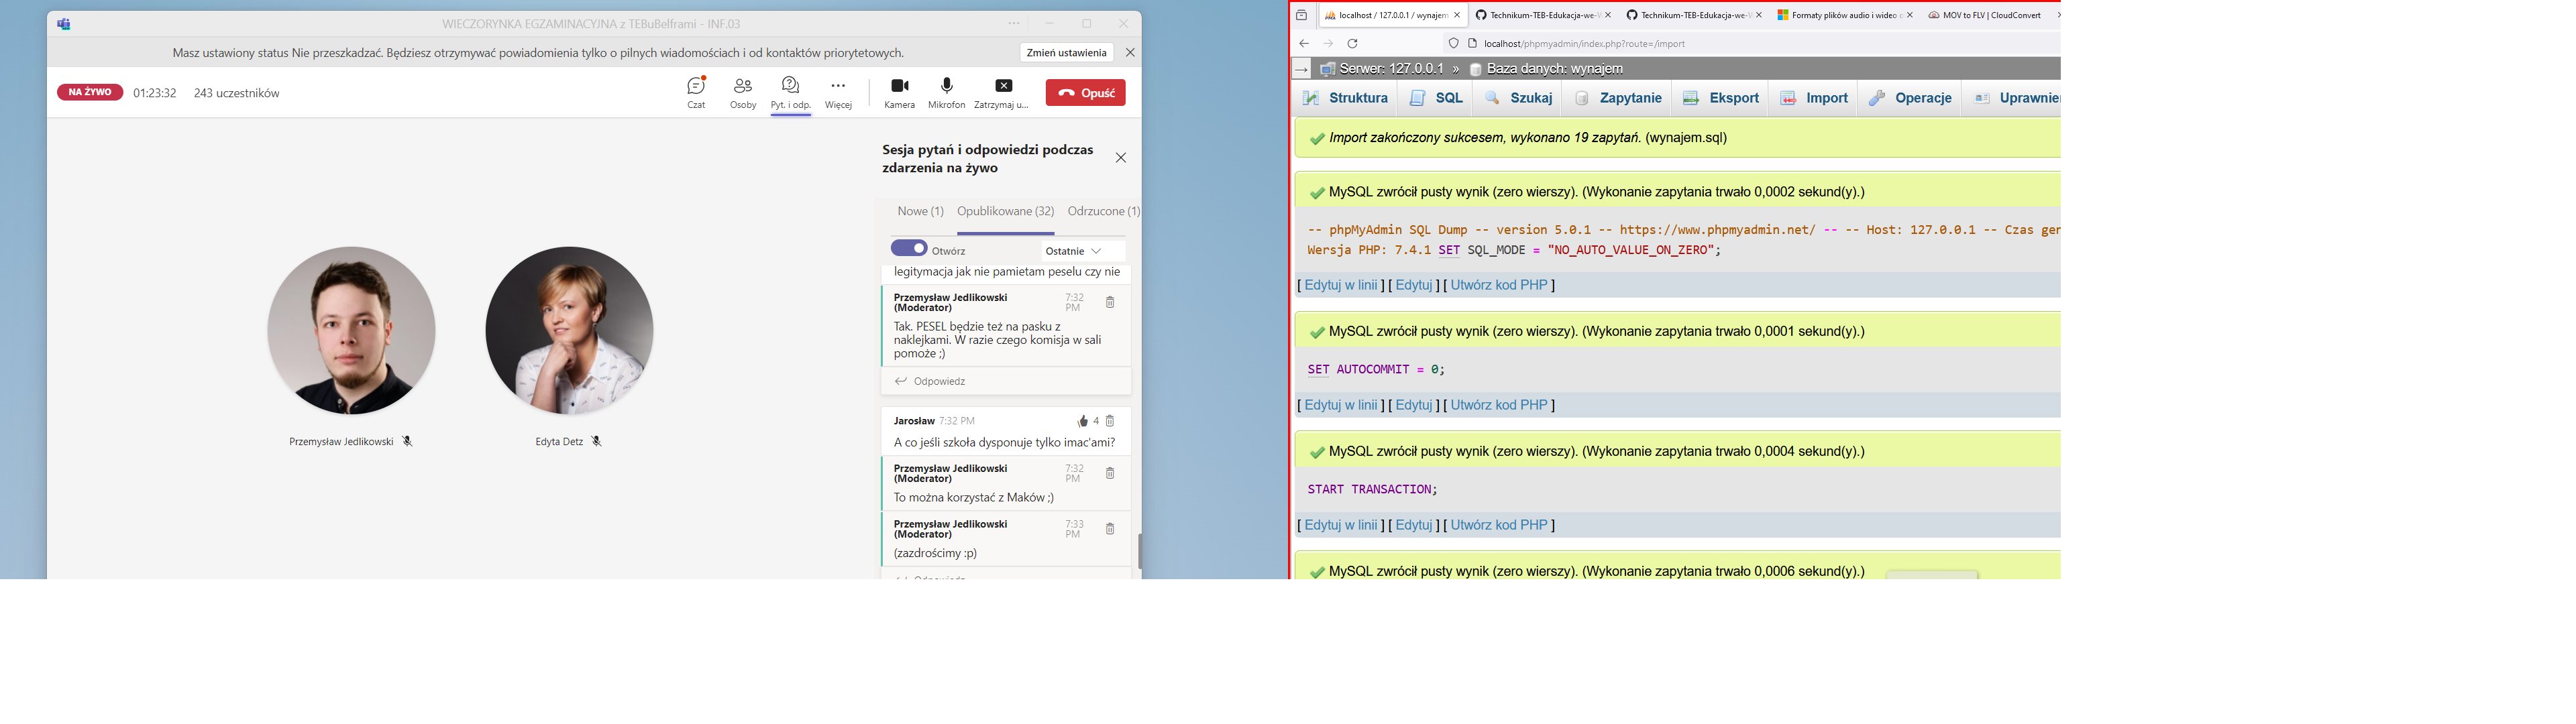 WIECZORYNKA EGZAMINACYJNA z TEBuBelframi - INF.03
Masz ustawiony status Nie przeszkadzać. Będziesz otrzymywać powiadomienia tylko o pilnych wiadomościach i od kontaktów priorytetowych.
Zmień ustawienia
NA ŻYWO
01:23:32
243 uczestników
Czat
Osoby
Pyt. i odp.
Więcej
Kamera
Mikrofon
Zatrzymaj u...
Opuść
Przemysław Jedlikowski
Edyta Detz
Sesja pytań i odpowiedzi podczas
zdarzenia na żywo
Nowe (1)
Opublikowane (32)
Odrzucone (1)
Otwórz
Ostatnie
legitymacja jak nie pamietam peselu czy nie
Przemysław Jedlikowski
(Moderator)
7:32
PM
Tak. PESEL będzie też na pasku z
naklejkami. W razie czego komisja w sali
pomoże ;)
Odpowiedz
Jarosław 7:32 PM
4
A co jeśli szkoła dysponuje tylko imac'ami?
Przemysław Jedlikowski
(Moderator)
7:32
PM
To można korzystać z Maków ;)
Przemysław Jedlikowski
(Moderator)
7:33
PM
(zazdrościmy :p)
localhost / 127.0.0.1 / wynajem
Technikum-TEB-Edukacja-we-W
Technikum-TEB-Edukacja-we-W
Formaty plików audio i wideo o
MOV to FLV | CloudConvert
localhost/phpmyadmin/index.php?route=/import
Serwer: 127.0.0.1 » Baza danych: wynajem
Struktura
SQL
Szukaj
Zapytanie
Eksport
Import
Operacje
Uprawnie
Import zakończony sukcesem, wykonano 19 zapytań. (wynajem.sql)
MySQL zwrócił pusty wynik (zero wierszy). (Wykonanie zapytania trwało 0,0002 sekund(y).)
-- phpMyAdmin SQL Dump -- version 5.0.1 -- https://www.phpmyadmin.net/ -- -- Host: 127.0.0.1 -- Czas ger
Wersja PHP: 7.4.1 SET SQL_MODE = "NO_AUTO_VALUE_ON_ZERO";
[ Edytuj w linii ] [ Edytuj ] [ Utwórz kod PHP ]
MySQL zwrócił pusty wynik (zero wierszy). (Wykonanie zapytania trwało 0,0001 sekund(y).)
SET AUTOCOMMIT = 0;
[ Edytuj w linii ] [ Edytuj ] [ Utwórz kod PHP ]
MySQL zwrócił pusty wynik (zero wierszy). (Wykonanie zapytania trwało 0,0004 sekund(y).)
START TRANSACTION;
[ Edytuj w linii ] [ Edytuj ] [ Utwórz kod PHP ]
MySQL zwrócił pusty wynik (zero wierszy). (Wykonanie zapytania trwało 0,0006 sekund(y).)